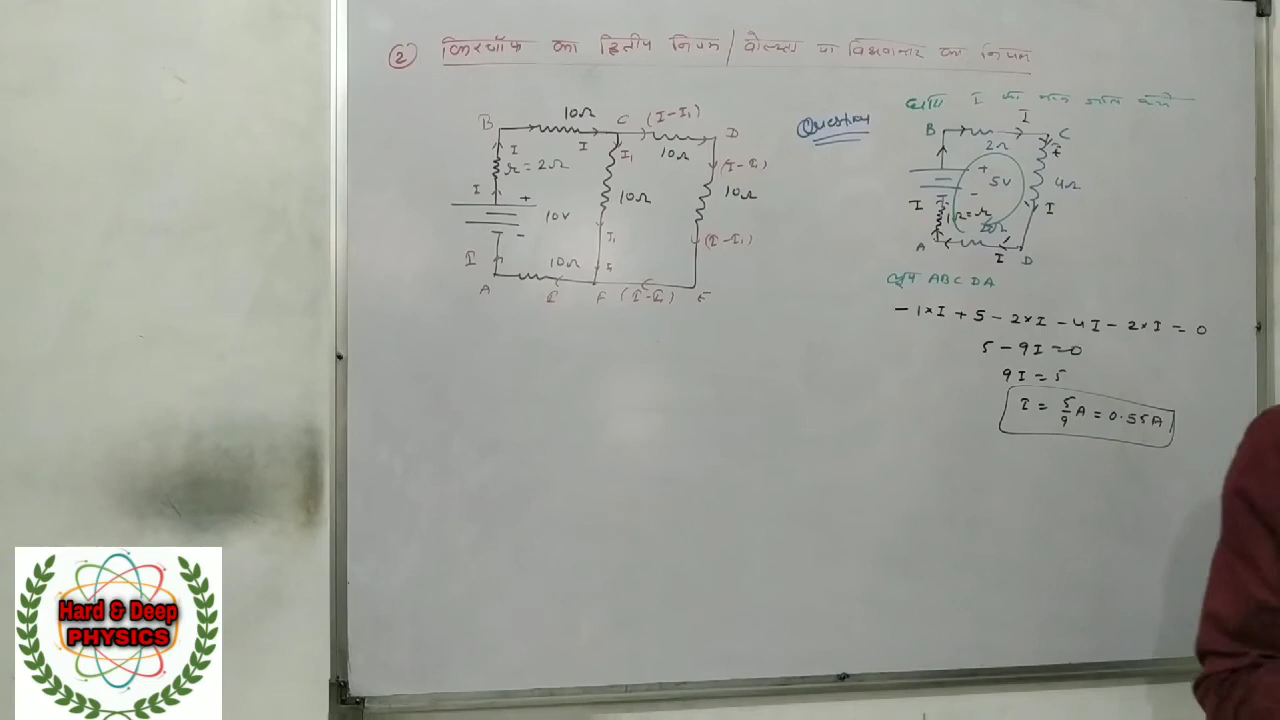 ② किरचॉफ का द्वितीय नियम / वोल्टता या विभवान्तर का नियम
B 10Ω C (I-I₁) D
I I 10Ω
r = 2Ω I₁ (I-I₁)
I 10Ω 10Ω
+ 10V
-
I I₁ (I-I₁)
10Ω I₁
A I F (I-I₁) E
Question
धारा I का मान ज्ञात करो
B I C
2Ω I
+ 5V 4Ω
-
I 1Ω=r I
2Ω
A I D
लूप ABCDA
-1×I + 5 - 2×I - 4I - 2×I = 0
5 - 9I = 0
9I = 5
I = 5/9 A = 0.55A
Hard & Deep
PHYSICS